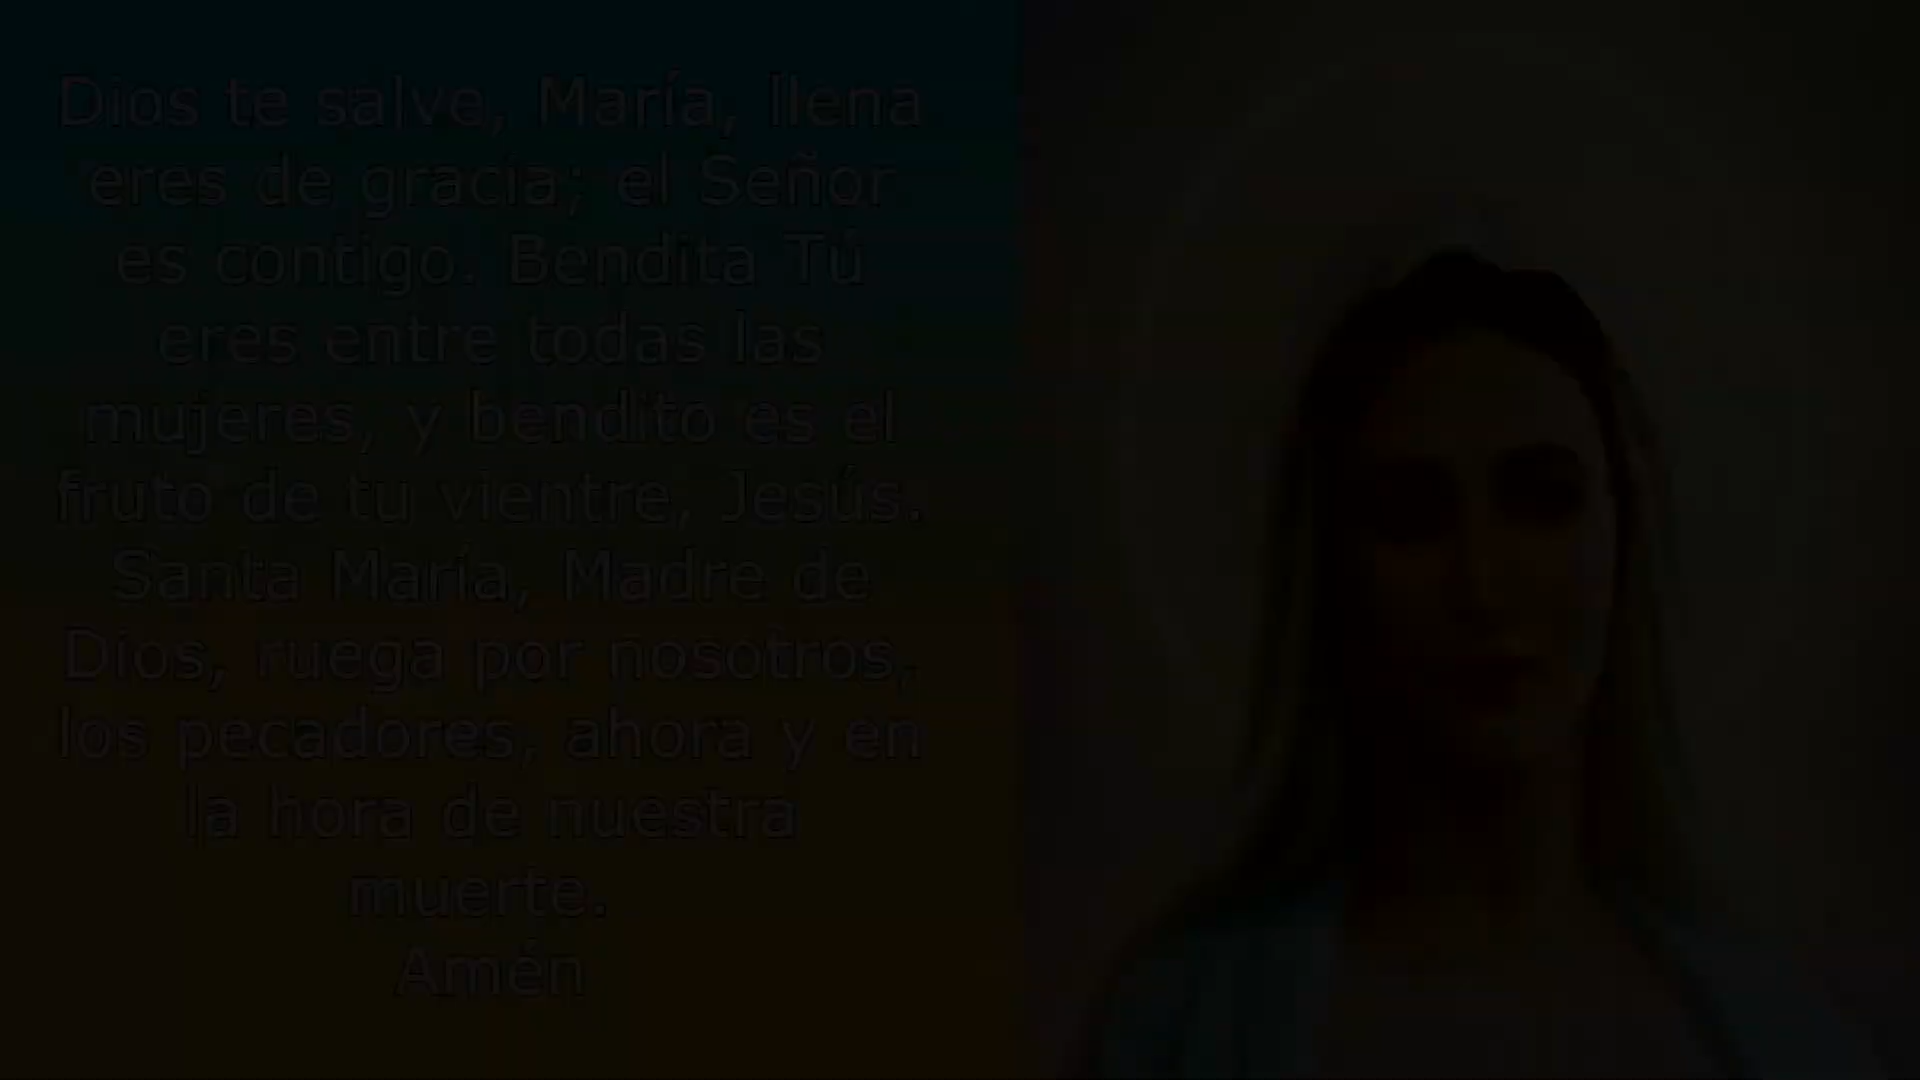 Dios te salve, María, llena
eres de gracia; el Señor
es contigo. Bendita Tú
eres entre todas las
mujeres, y bendito es el
fruto de tu vientre, Jesús.
Santa María, Madre de
Dios, ruega por nosotros,
los pecadores, ahora y en
la hora de nuestra
muerte.
Amén